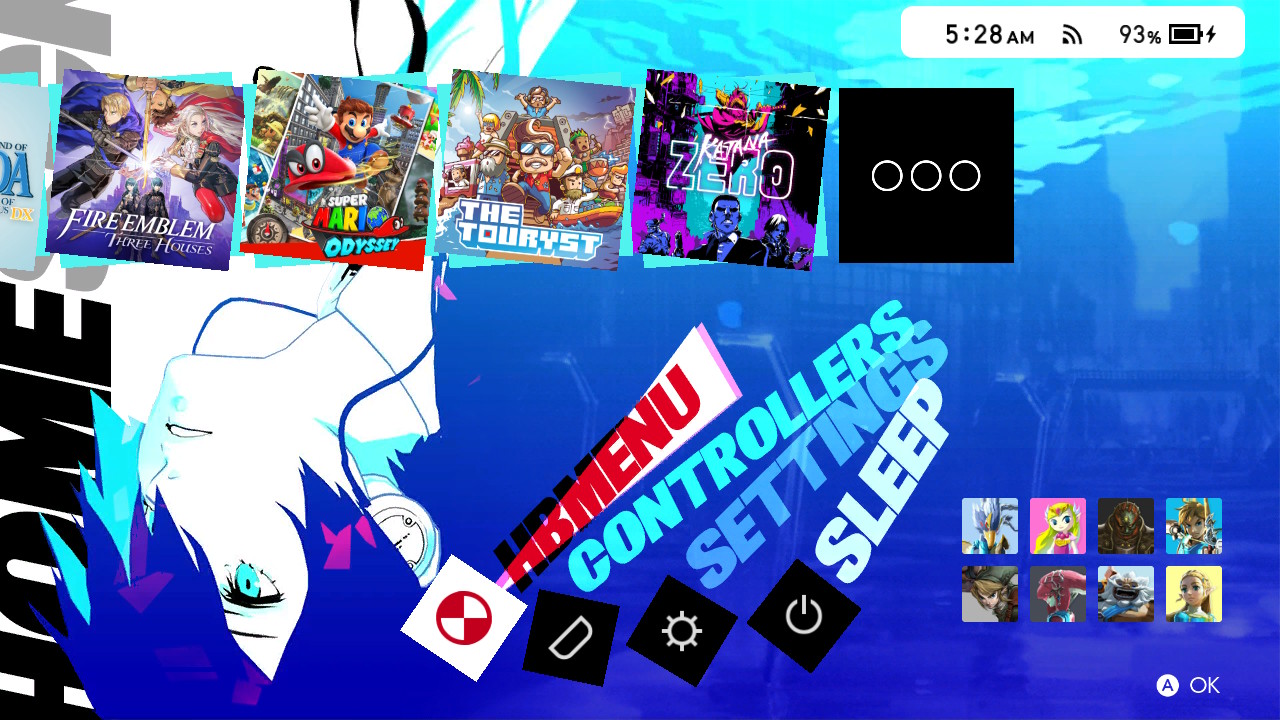 5:28 AM
93%
ND OF
DA
OF
US DX
FIRE EMBLEM
THREE HOUSES
SUPER
MARIO
ODYSSEY
THE
TOURYST
KATANA
ZERO
HOME
HBMENU
CONTROLLERS
SETTINGS
SLEEP
A OK